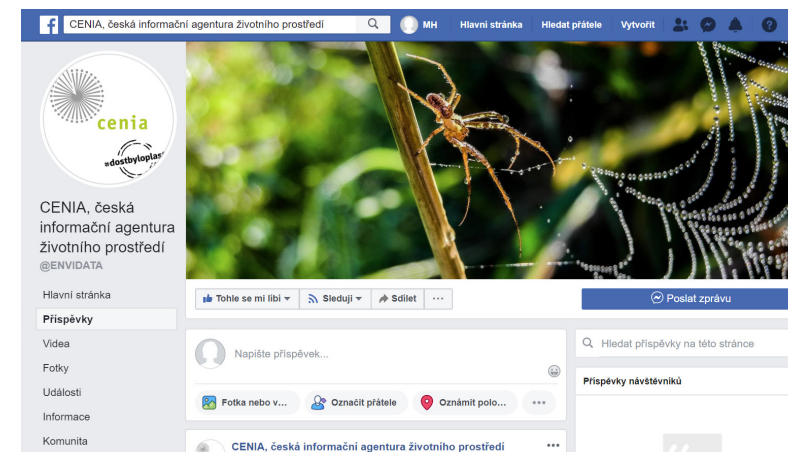 CENIA, česká informační agentura životního prostředí
MH
Hlavní stránka
Hledat přátele
Vytvořit
cenia
#dostbyloplas
CENIA, česká
informační agentura
životního prostředí
@ENVIDATA
Hlavní stránka
Příspěvky
Videa
Fotky
Události
Informace
Komunita
Tohle se mi líbí
Sleduji
Sdílet
...
Poslat zprávu
Napište příspěvek...
Fotka nebo v...
Označit přátele
Oznámit polo...
...
Hledat příspěvky na této stránce
Příspěvky návštěvníků
CENIA, česká informační agentura životního prostředí
...